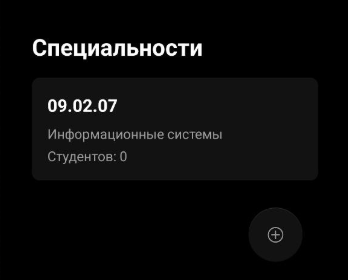 Специальности
09.02.07
Информационные системы
Студентов: 0